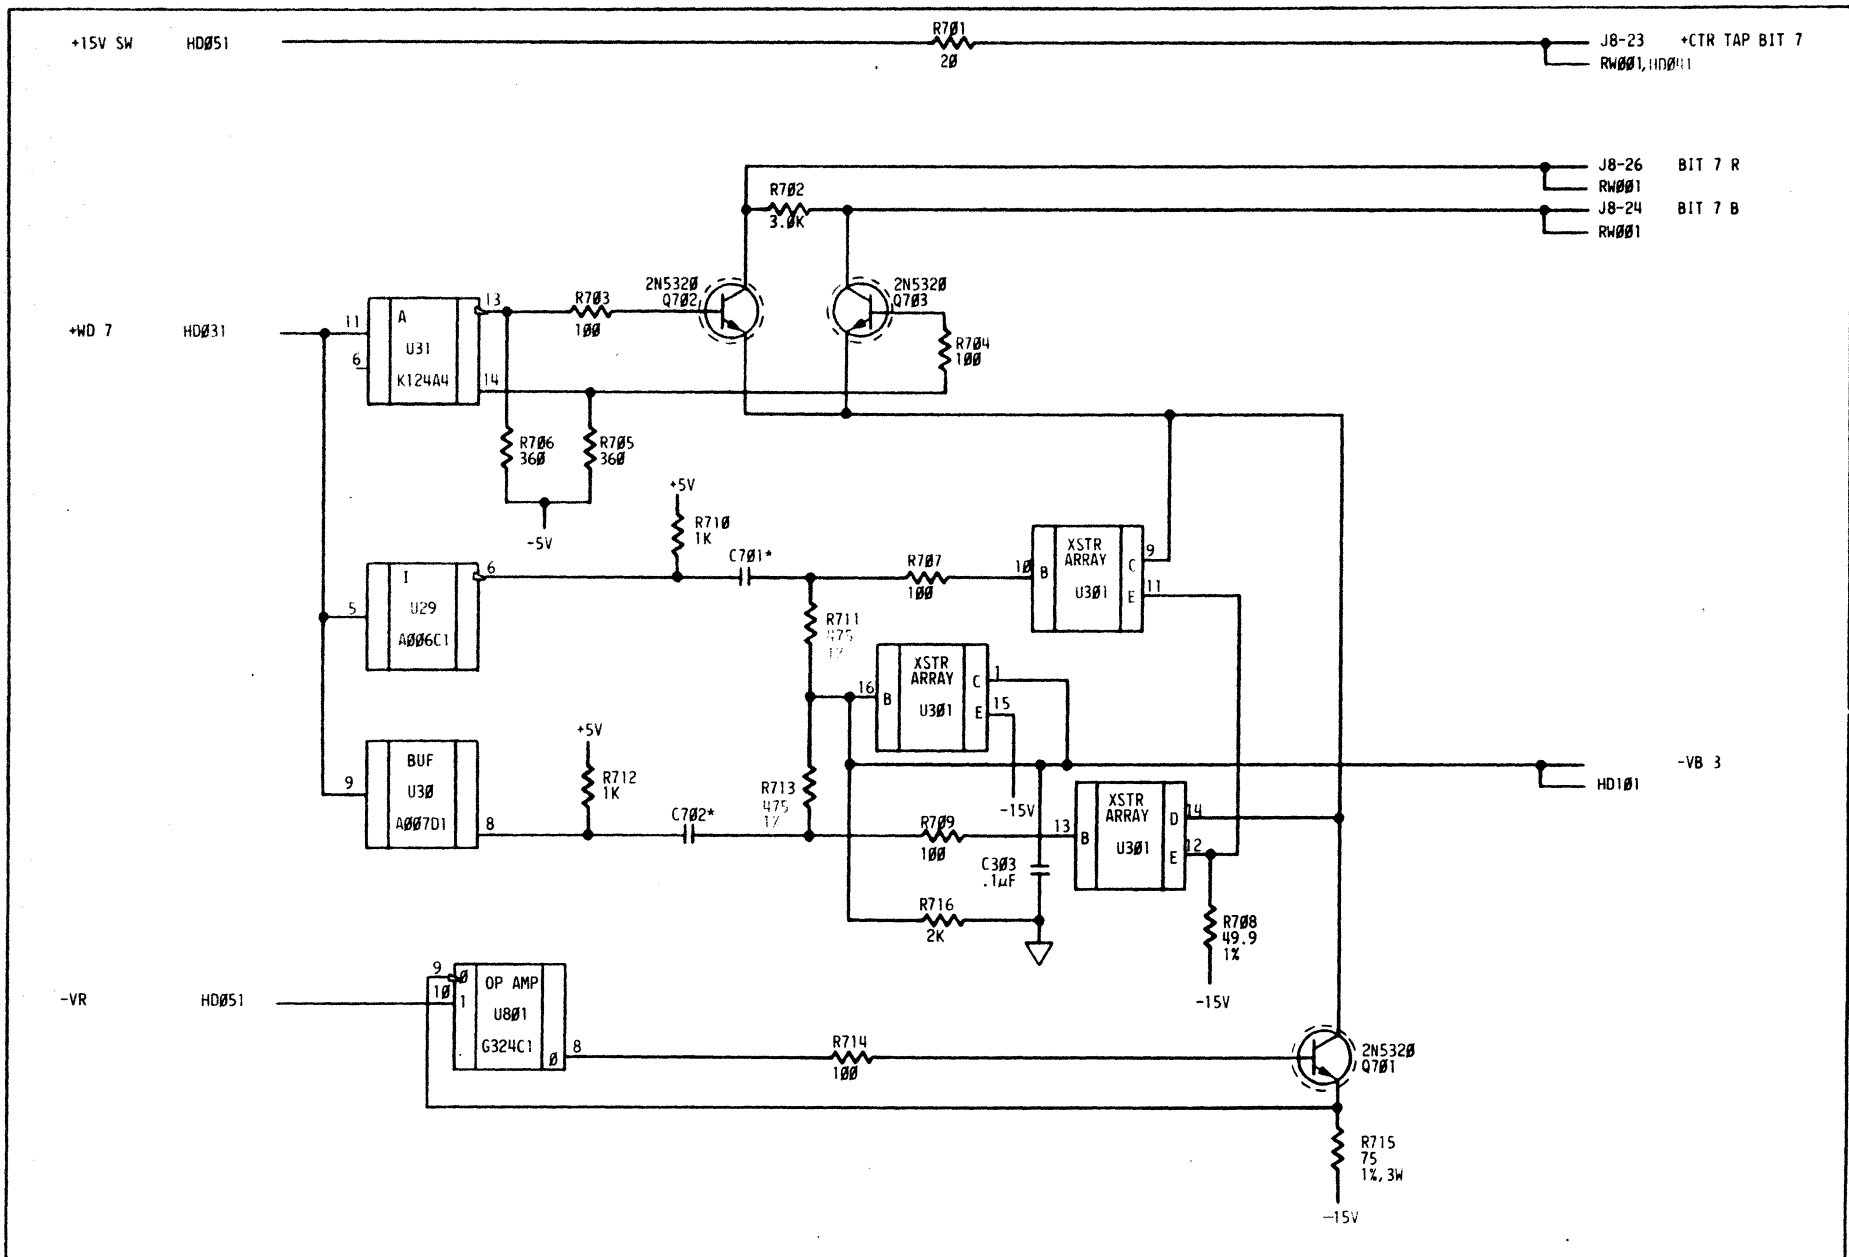 R701
+15V SW HDØ51
J8-23 +CTR TAP BIT 7
2Ø
RWØØ1,HDØ41
J8-26 BIT 7 R
R7Ø2
RWØØ1
3.ØK
J8-24 BIT 7 B
RWØØ1
2N532Ø
Q7Ø2
2N532Ø
Q7Ø3
13
R7Ø3
1ØØ
A
+WD 7 HDØ31
11
U31
6
R7Ø4
1ØØ
K124A4
14
R7Ø6
36Ø
R7Ø5
36Ø
+5V
R71Ø
1K
-5V
XSTR
ARRAY
9
C7Ø1*
R7Ø7
1ØØ
1Ø B
C
I
6
U3Ø1
11
E
5
U29
AØØ6C1
R711
475
1%
XSTR
ARRAY
1
16
C
B
15
U3Ø1
E
+5V
BUF
R712
1K
-VB 3
9
U3Ø
R713
475
1%
HD1Ø1
AØØ7D1
-15V
XSTR
ARRAY
14
C7Ø2*
8
R7Ø9
1ØØ
13
D
B
U3Ø1
12
E
C3Ø3
.1µF
R716
2K
R7Ø8
49.9
1%
9
Ø
OP AMP
1Ø
-VR HDØ51
1
-15V
U8Ø1
G324C1
Ø
8
R714
1ØØ
2N532Ø
Q7Ø1
R715
75
1%,3W
-15V